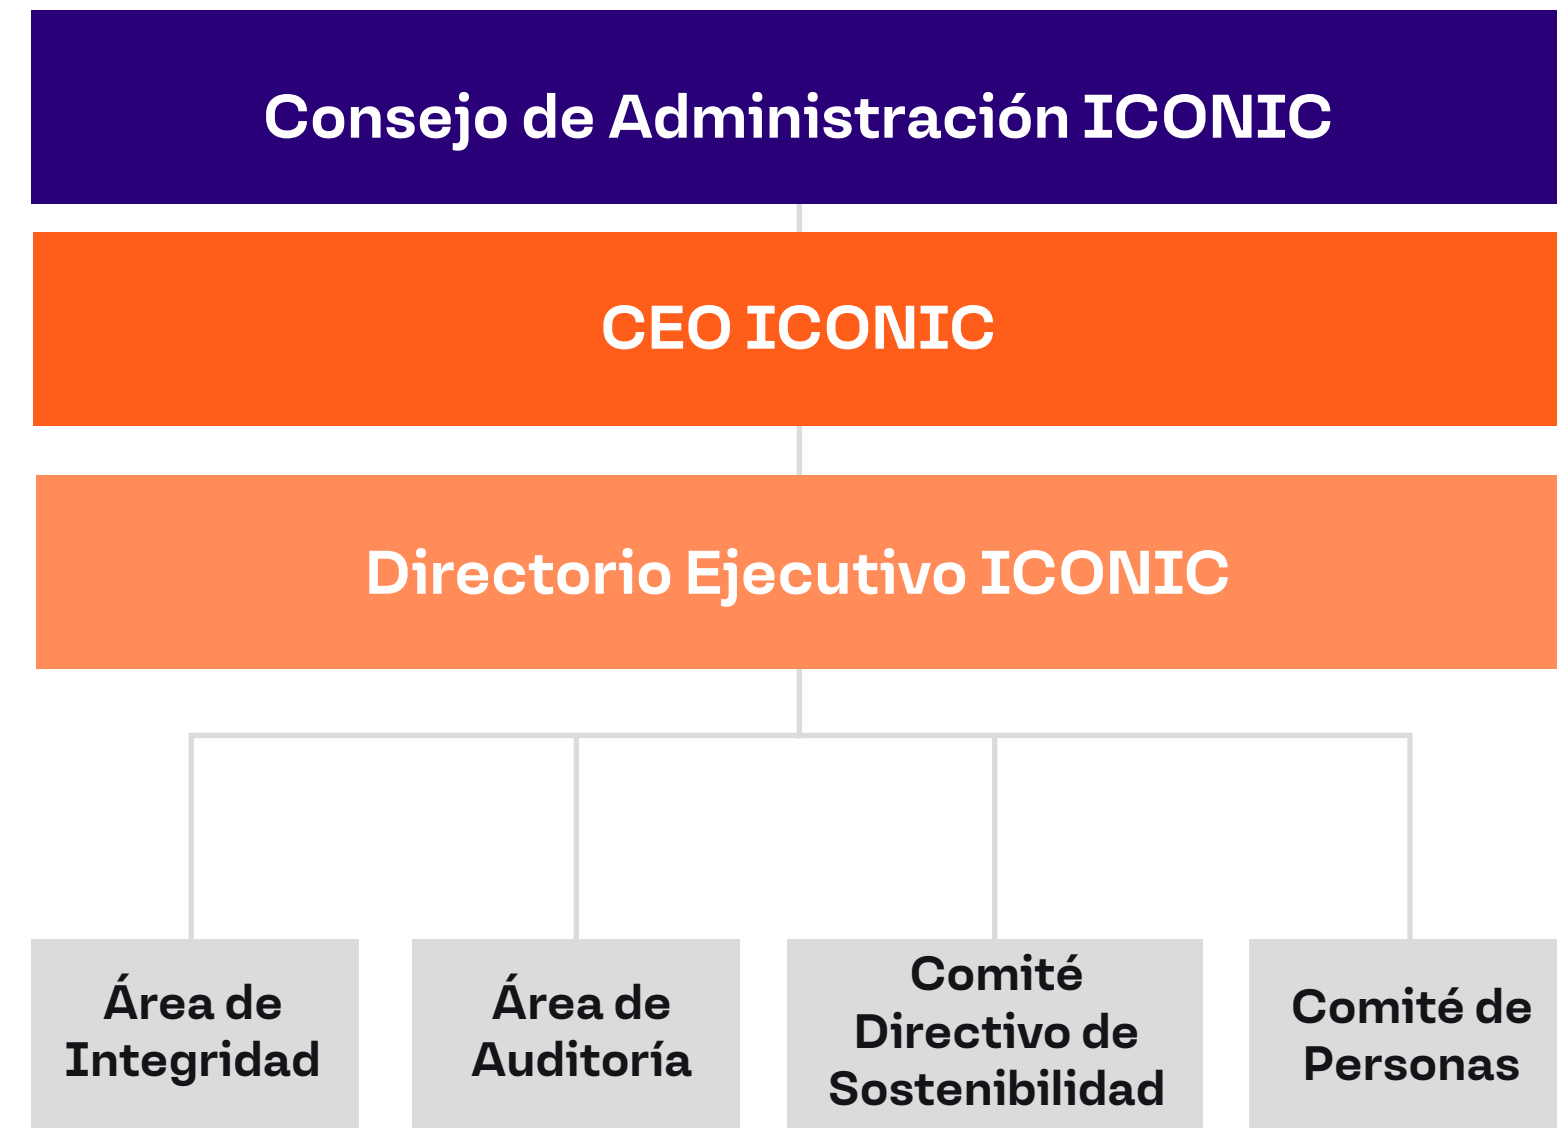 Consejo de Administración ICONIC
CEO ICONIC
Directorio Ejecutivo ICONIC
Área de
Integridad
Área de
Auditoría
Comité
Directivo de
Sostenibilidad
Comité de
Personas